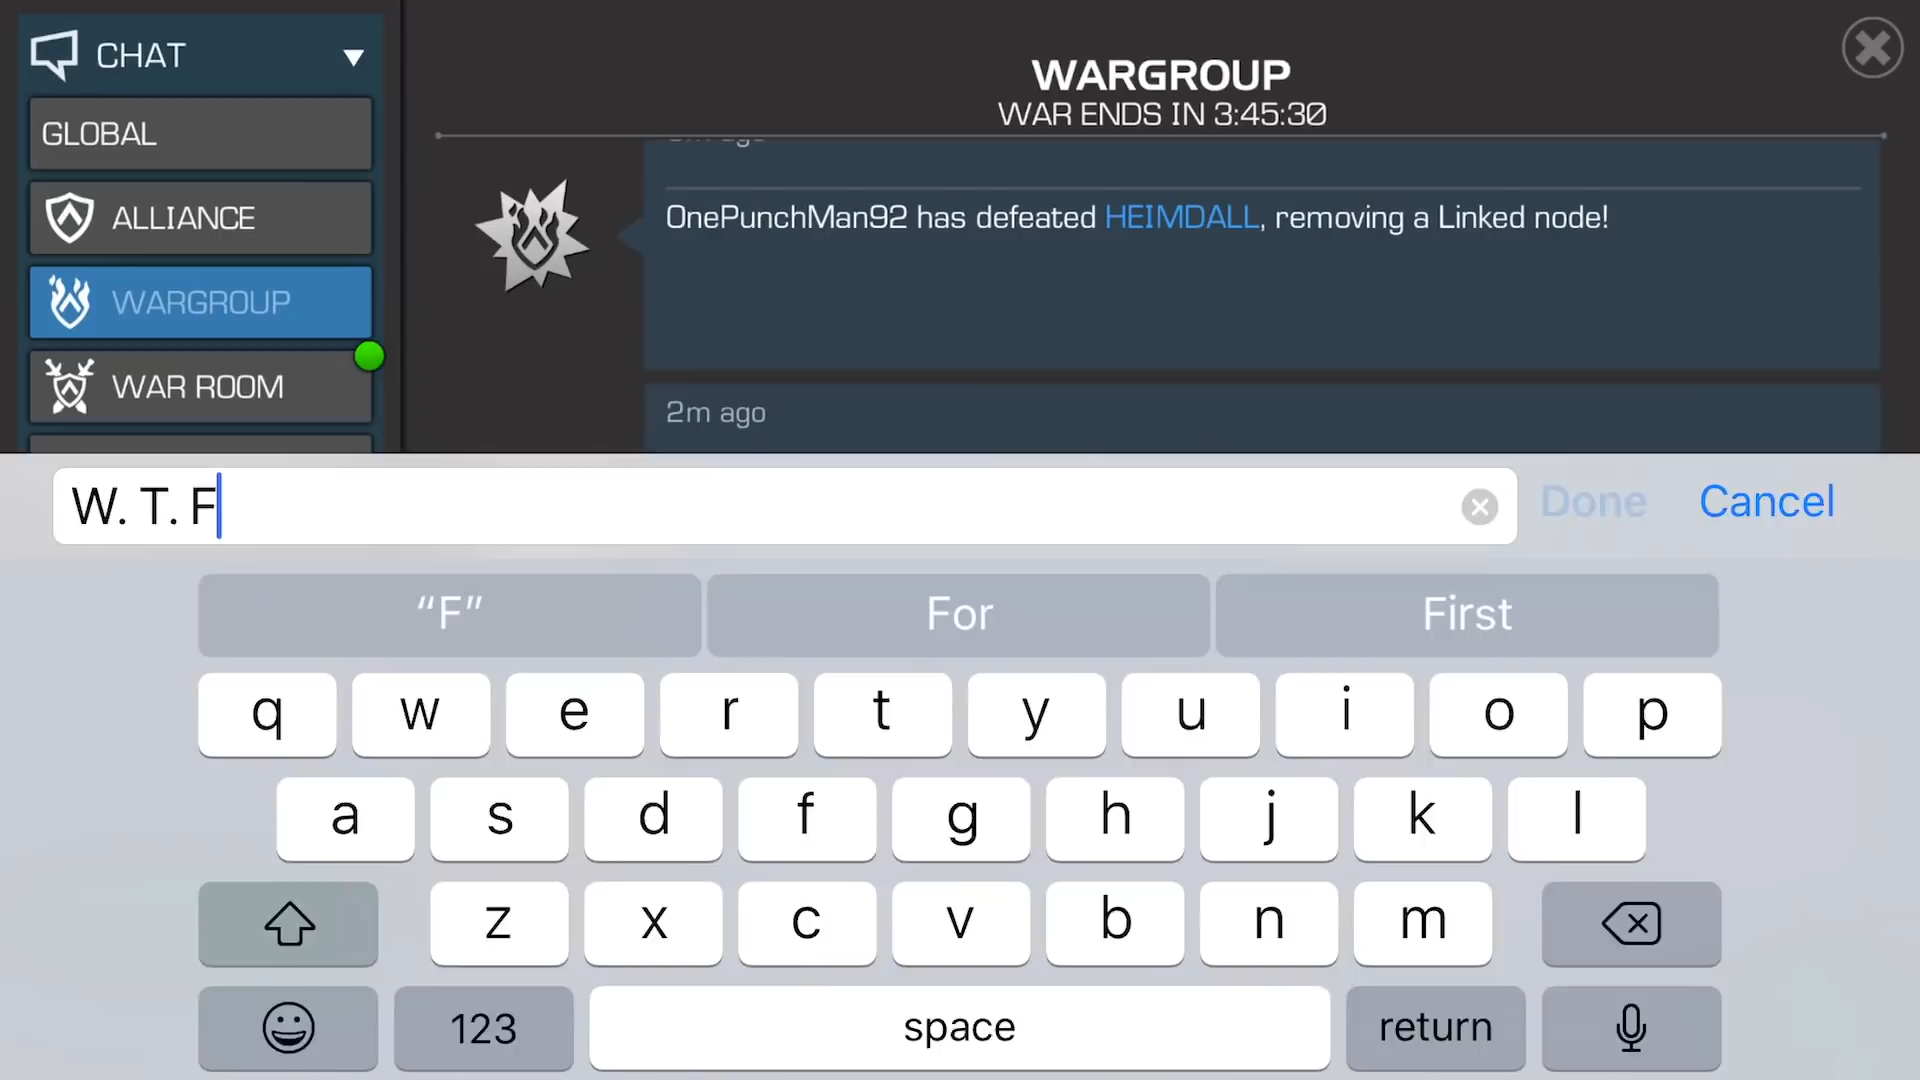 CHAT
GLOBAL
ALLIANCE
WARGROUP
WAR ROOM
WARGROUP
WAR ENDS IN 3:45:30
OnePunchMan92 has defeated HEIMDALL, removing a Linked node!
2m ago
W. T. F
Done
Cancel
“F”
For
First
q w e r t y u i o p
a s d f g h j k l
z x c v b n m
123
space
return